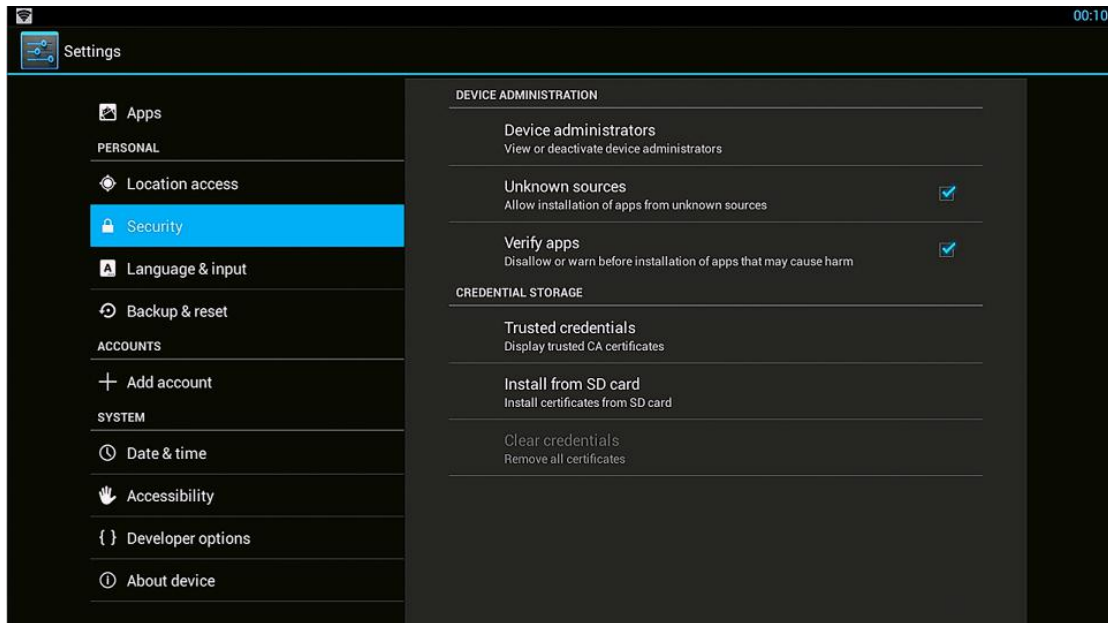 00:10
Settings
Apps
PERSONAL
Location access
Security
Language & input
Backup & reset
ACCOUNTS
Add account
SYSTEM
Date & time
Accessibility
{ } Developer options
About device
DEVICE ADMINISTRATION
Device administrators
View or deactivate device administrators
Unknown sources
Allow installation of apps from unknown sources
Verify apps
Disallow or warn before installation of apps that may cause harm
CREDENTIAL STORAGE
Trusted credentials
Display trusted CA certificates
Install from SD card
Install certificates from SD card
Clear credentials
Remove all certificates